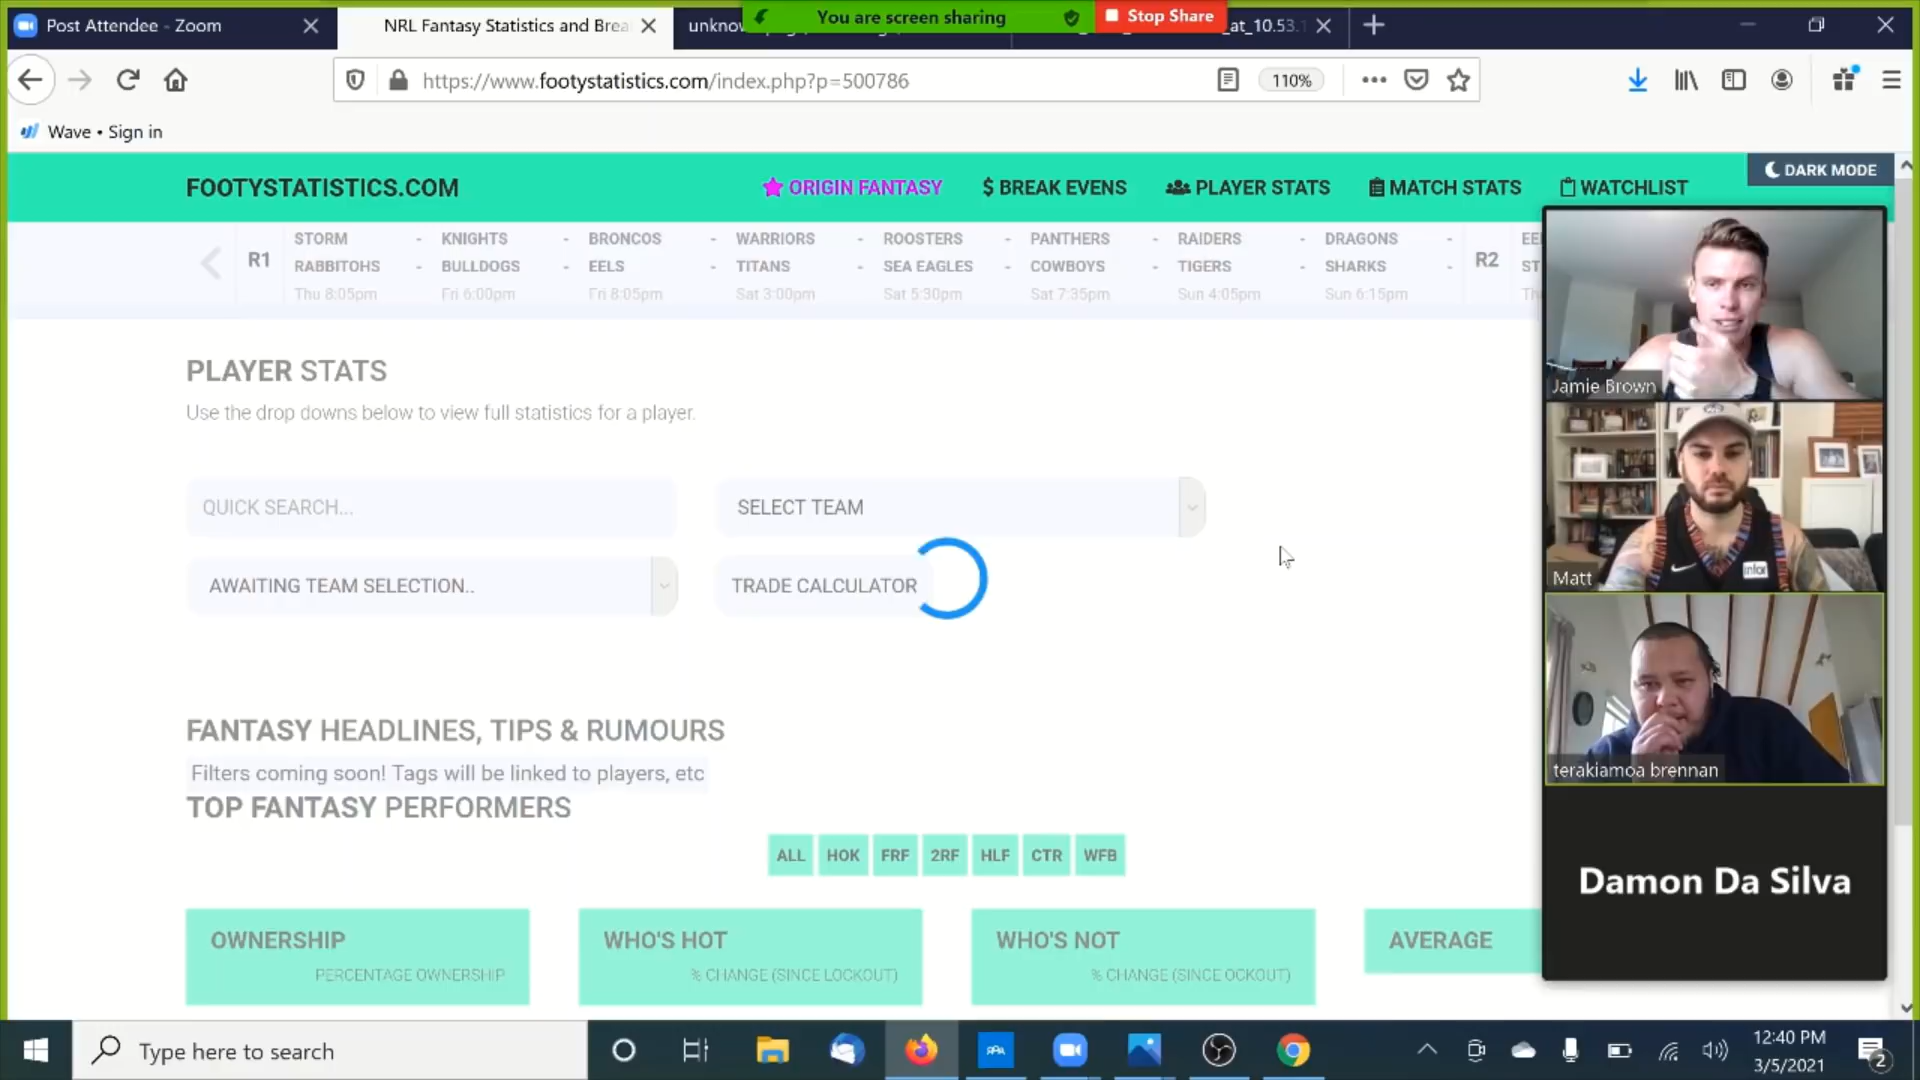 Post Attendee - Zoom
NRL Fantasy Statistics and Brea
unknow
You are screen sharing
Stop Share
_at_10.53.1
https://www.footystatistics.com/index.php?p=500786
110%
Wave • Sign in
FOOTYSTATISTICS.COM
ORIGIN FANTASY
$ BREAK EVENS
PLAYER STATS
MATCH STATS
WATCHLIST
DARK MODE
R1
STORM -
RABBITOHS -
Thu 8:05pm
KNIGHTS -
BULLDOGS -
Fri 6:00pm
BRONCOS -
EELS -
Fri 8:05pm
WARRIORS -
TITANS -
Sat 3:00pm
ROOSTERS -
SEA EAGLES -
Sat 5:30pm
PANTHERS -
COWBOYS -
Sat 7:35pm
RAIDERS -
TIGERS -
Sun 4:05pm
DRAGONS -
SHARKS -
Sun 6:15pm
R2
EE
ST
PLAYER STATS
Use the drop downs below to view full statistics for a player.
QUICK SEARCH...
SELECT TEAM
AWAITING TEAM SELECTION..
TRADE CALCULATOR
FANTASY HEADLINES, TIPS & RUMOURS
Filters coming soon! Tags will be linked to players, etc
TOP FANTASY PERFORMERS
ALL HOK FRF 2RF HLF CTR WFB
OWNERSHIP
PERCENTAGE OWNERSHIP
WHO'S HOT
% CHANGE (SINCE LOCKOUT)
WHO'S NOT
% CHANGE (SINCE OCKOUT)
AVERAGE
Jamie Brown
Matt
infor
terakiamoa brennan
Damon Da Silva
Type here to search
12:40 PM
3/5/2021
2